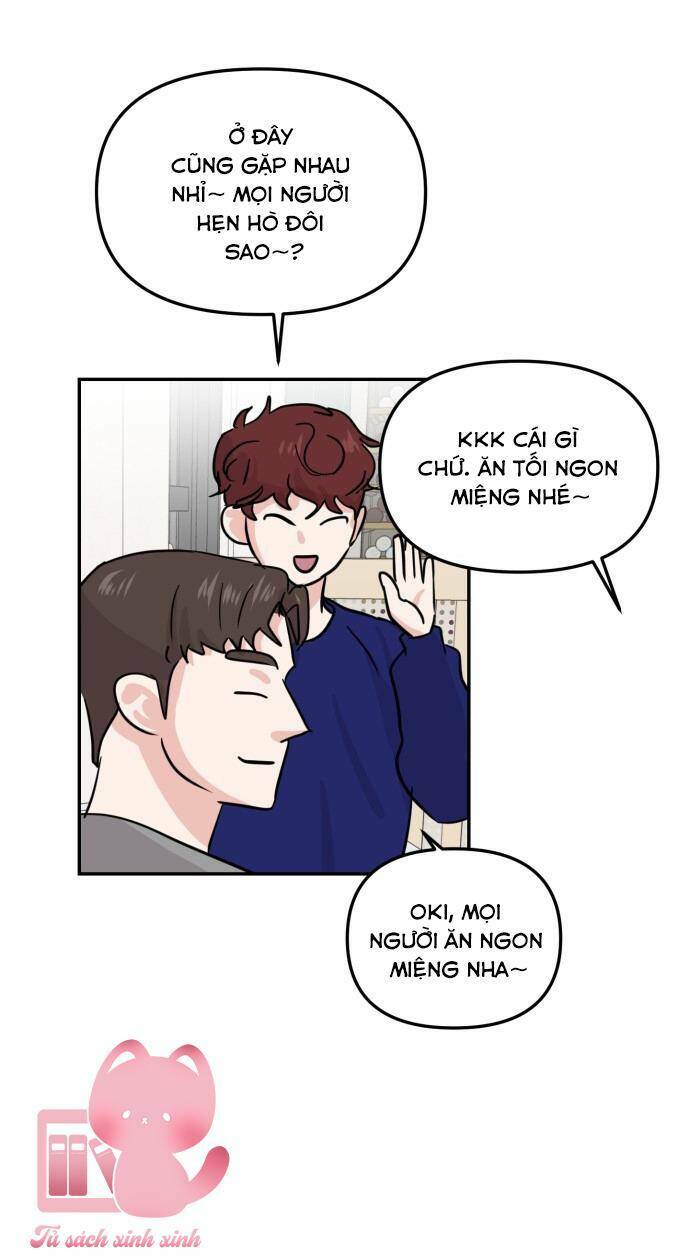 Ở ĐÂY
CŨNG GẶP NHAU
NHỈ~ MỌI NGƯỜI
HẸN HÒ ĐÔI
SAO~?
KKK CÁI GÌ
CHỨ. ĂN TỐI NGON
MIỆNG NHÉ~
OKI, MỌI
NGƯỜI ĂN NGON
MIỆNG NHA~
Tủ sách xinh xinh